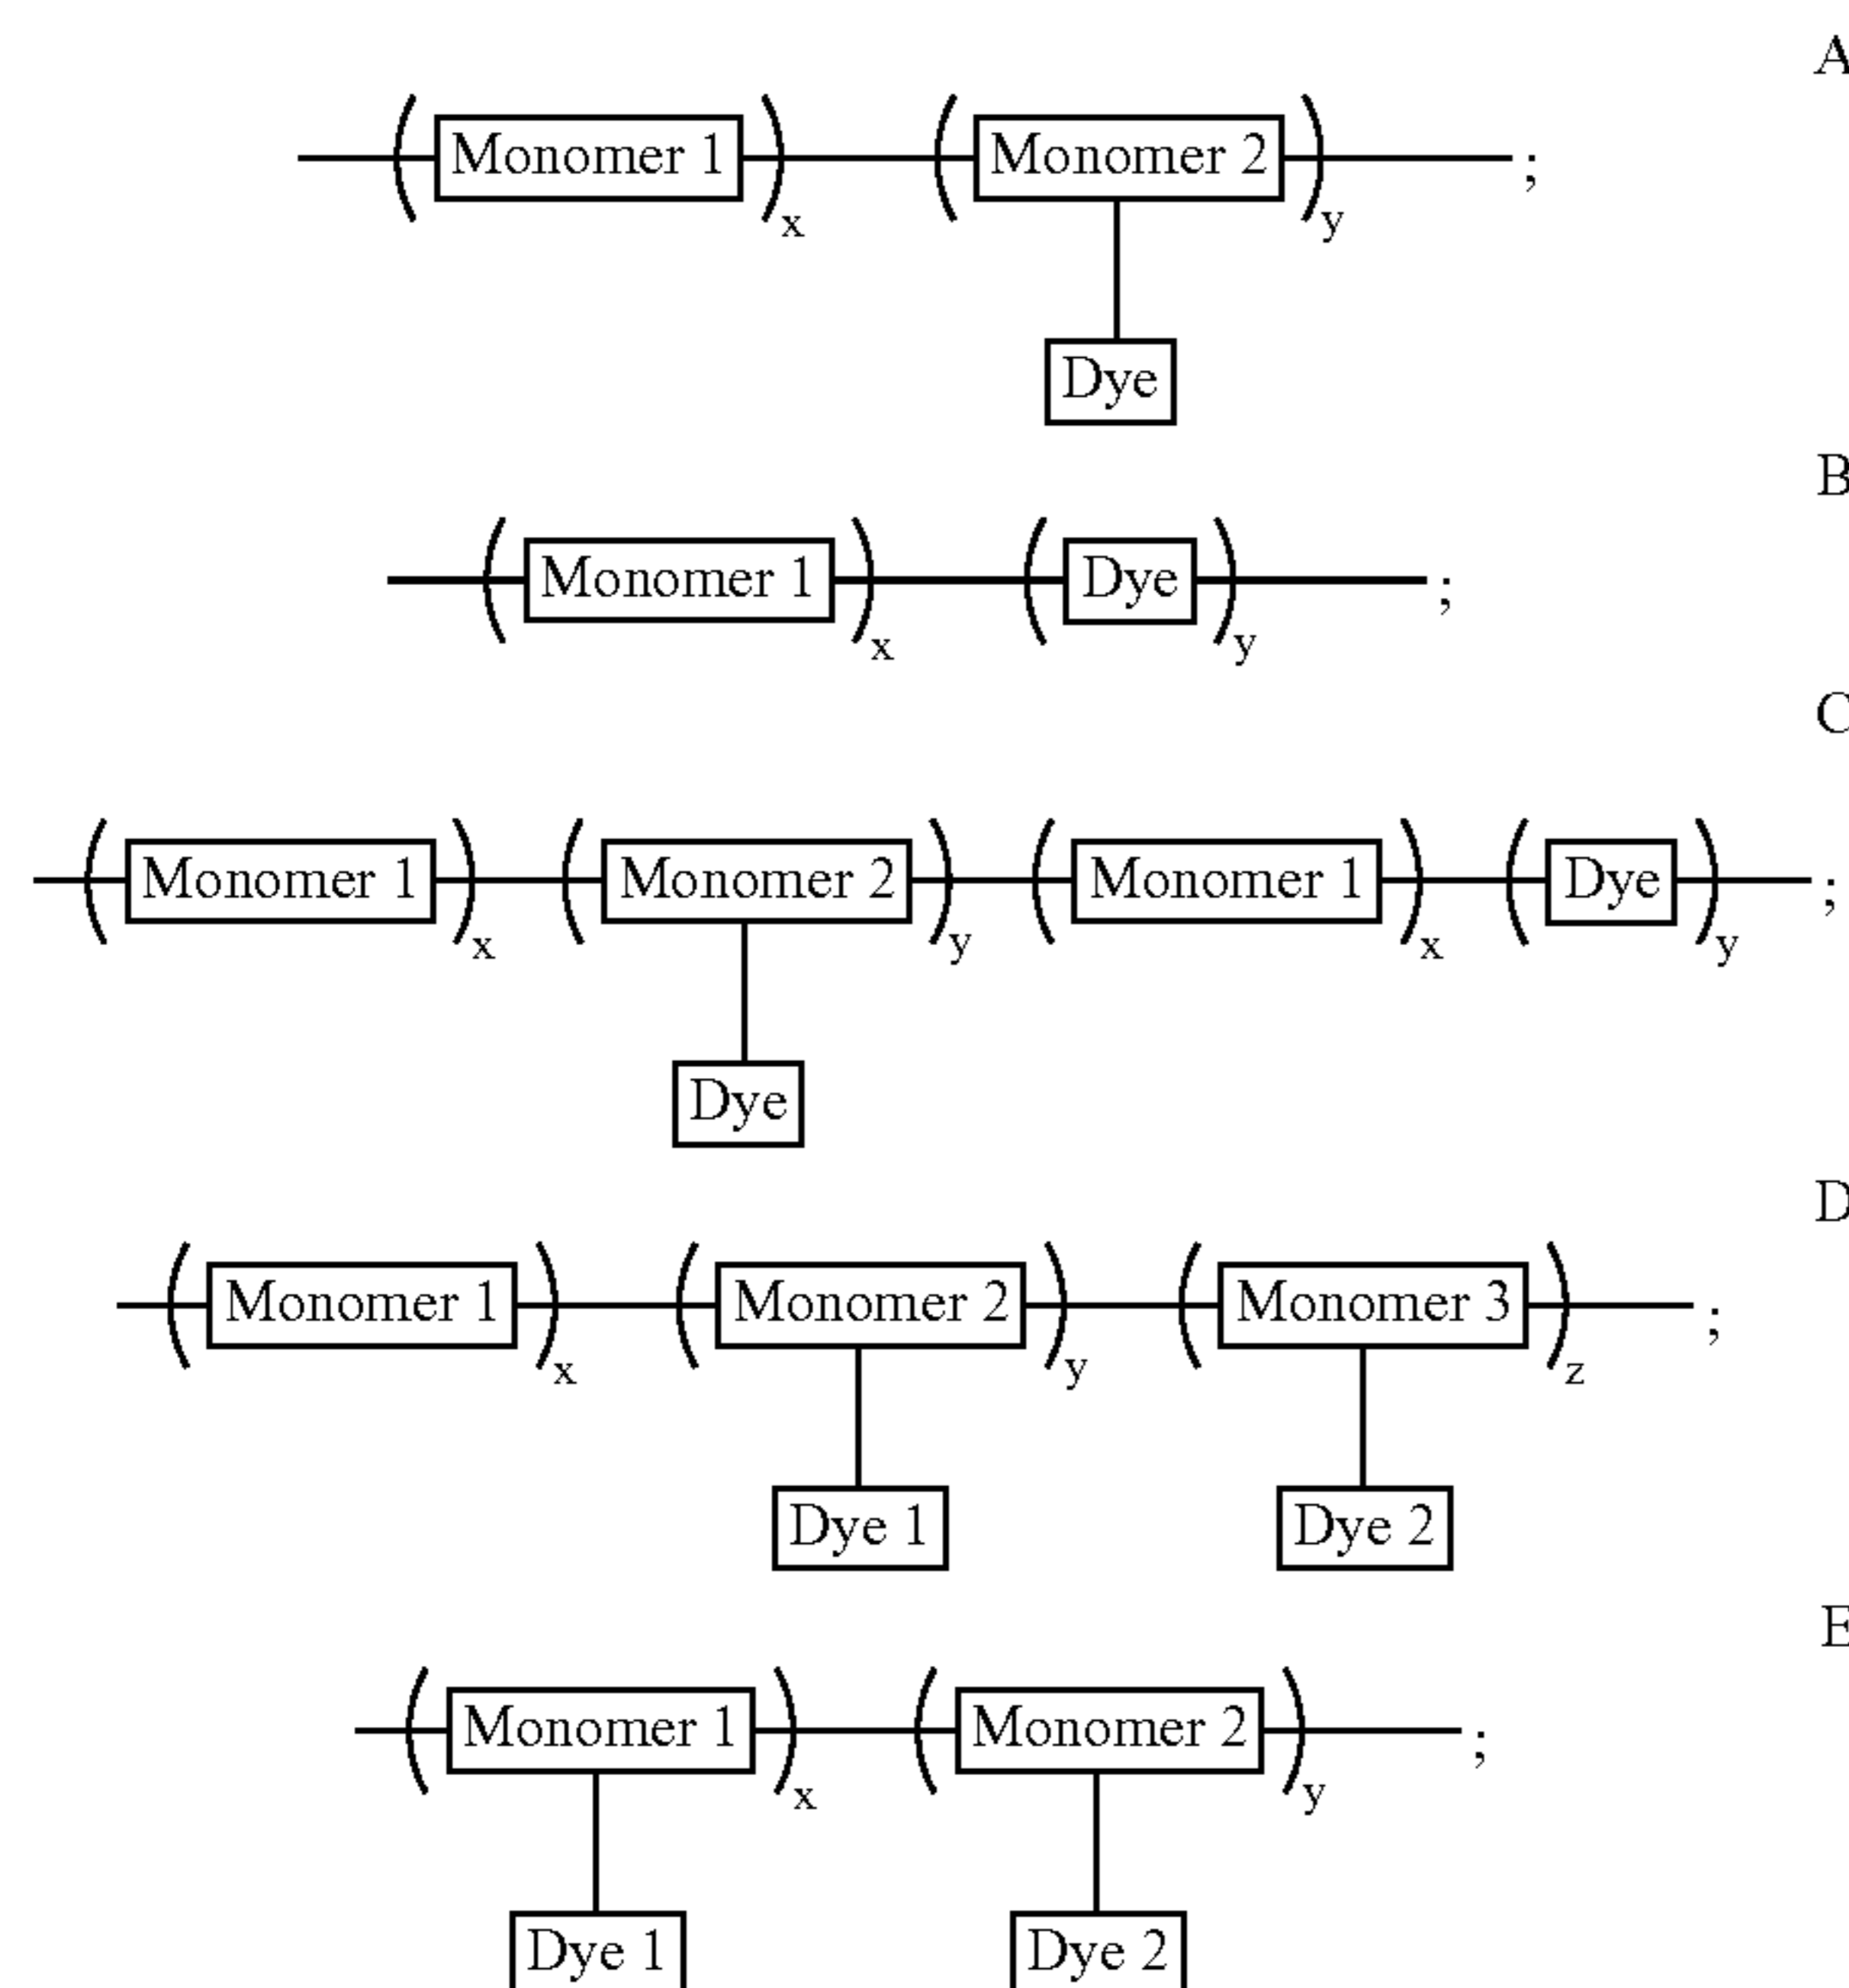 A
( Monomer 1 )x ( Monomer 2 )y ;
Dye
B
( Monomer 1 )x ( Dye )y ;
C
( Monomer 1 )x ( Monomer 2 )y ( Monomer 1 )x ( Dye )y ;
Dye
D
( Monomer 1 )x ( Monomer 2 )y ( Monomer 3 )z ;
Dye 1 Dye 2
E
( Monomer 1 )x ( Monomer 2 )y ;
Dye 1 Dye 2